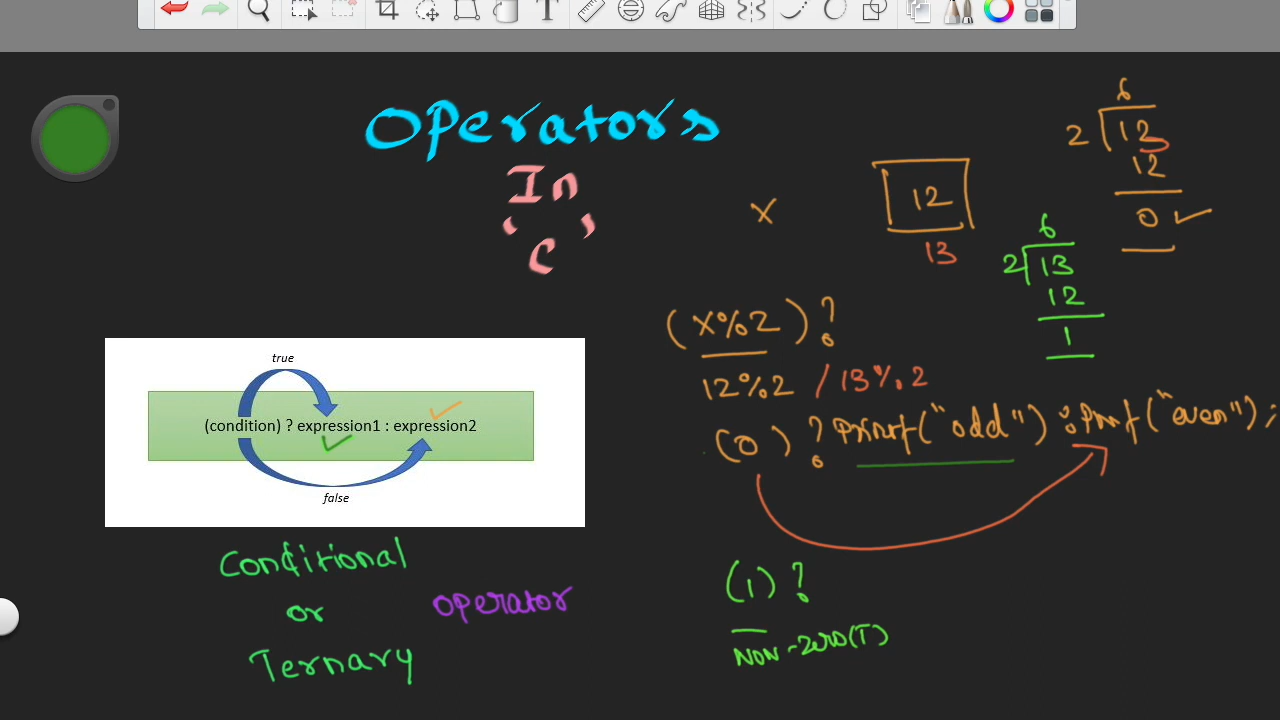 Operators
In
'C'
true
(condition) ? expression1 : expression2
false
Conditional
or
Ternary
operator
x
12
13
6
2 12
12
0
6
2 13
12
1
(x%2) ?
12%2 / 13%2
(0) ? printf("odd") : prnf("even");
(1) ?
Non-zero(T)